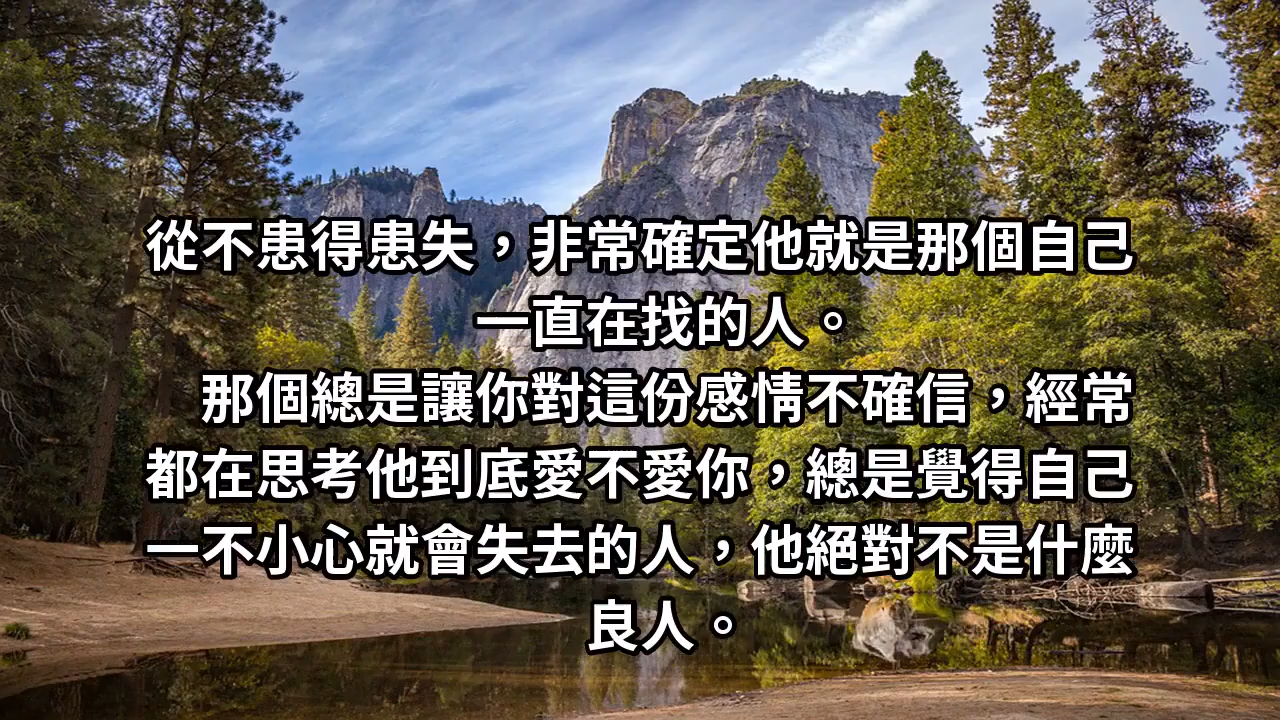 從不患得患失，非常確定他就是那個自己
一直在找的人。
那個總是讓你對這份感情不確信，經常
都在思考他到底愛不愛你，總是覺得自己
一不小心就會失去的人，他絕對不是什麼
良人。